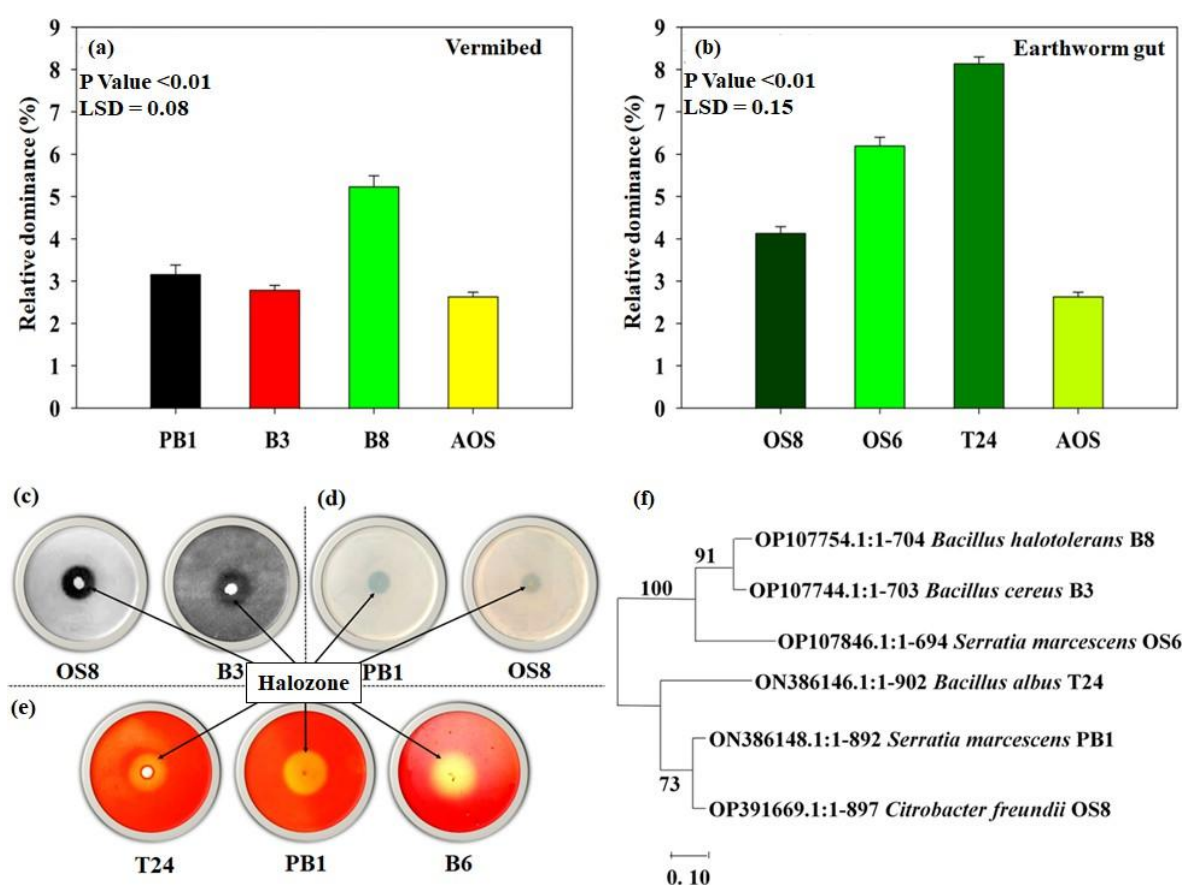 (a)
Vermibed
P Value <0.01
LSD = 0.08
Relative dominance (%)
9
8
7
6
5
4
3
2
1
0
PB1 B3 B8 AOS
(b)
Earthworm gut
P Value <0.01
LSD = 0.15
Relative dominance (%)
9
8
7
6
5
4
3
2
1
0
OS8 OS6 T24 AOS
(c)
(d)
OS8 B3 PB1 OS8
Halozone
(e)
T24 PB1 B6
(f)
OP107754.1:1-704 Bacillus halotolerans B8
91
OP107744.1:1-703 Bacillus cereus B3
100
OP107846.1:1-694 Serratia marcescens OS6
ON386146.1:1-902 Bacillus albus T24
ON386148.1:1-892 Serratia marcescens PB1
73
OP391669.1:1-897 Citrobacter freundii OS8
0. 10